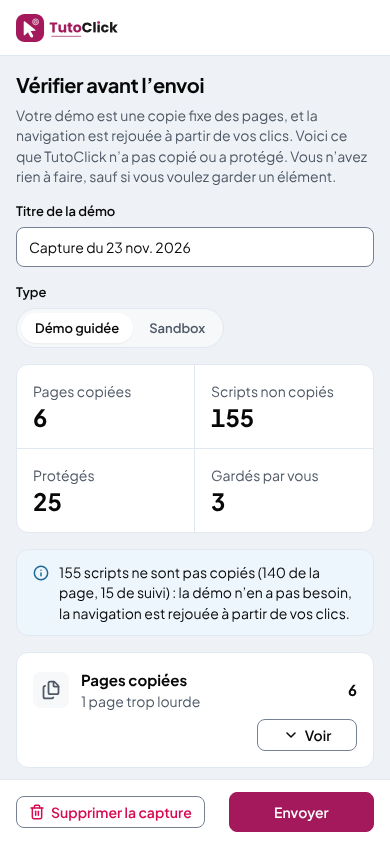 TutoClick
Vérifier avant l’envoi
Votre démo est une copie fixe des pages, et la
navigation est rejouée à partir de vos clics. Voici ce
que TutoClick n’a pas copié ou a protégé. Vous n’avez
rien à faire, sauf si vous voulez garder un élément.
Titre de la démo
Capture du 23 nov. 2026
Type
Démo guidée
Sandbox
Pages copiées
6
Scripts non copiés
155
Protégés
25
Gardés par vous
3
155 scripts ne sont pas copiés (140 de la
page, 15 de suivi) : la démo n’en a pas besoin,
la navigation est rejouée à partir de vos clics.
Pages copiées
1 page trop lourde
6
Voir
Supprimer la capture
Envoyer